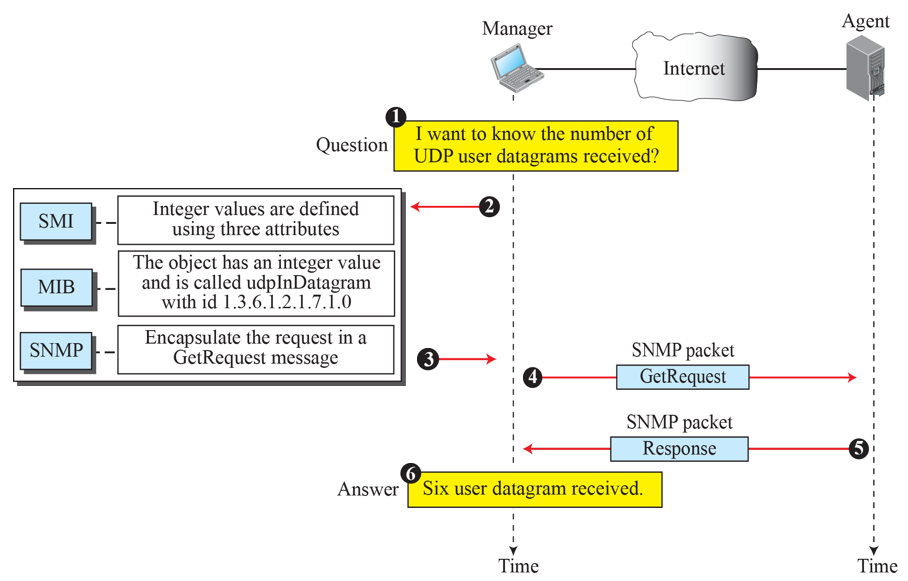 Manager
Agent
Internet
1
Question
I want to know the number of
UDP user datagrams received?
2
SMI
Integer values are defined
using three attributes
MIB
The object has an integer value
and is called udpInDatagram
with id 1.3.6.1.2.1.7.1.0
SNMP
Encapsulate the request in a
GetRequest message
3
SNMP packet
4
GetRequest
SNMP packet
Response
5
6
Answer
Six user datagram received.
Time
Time